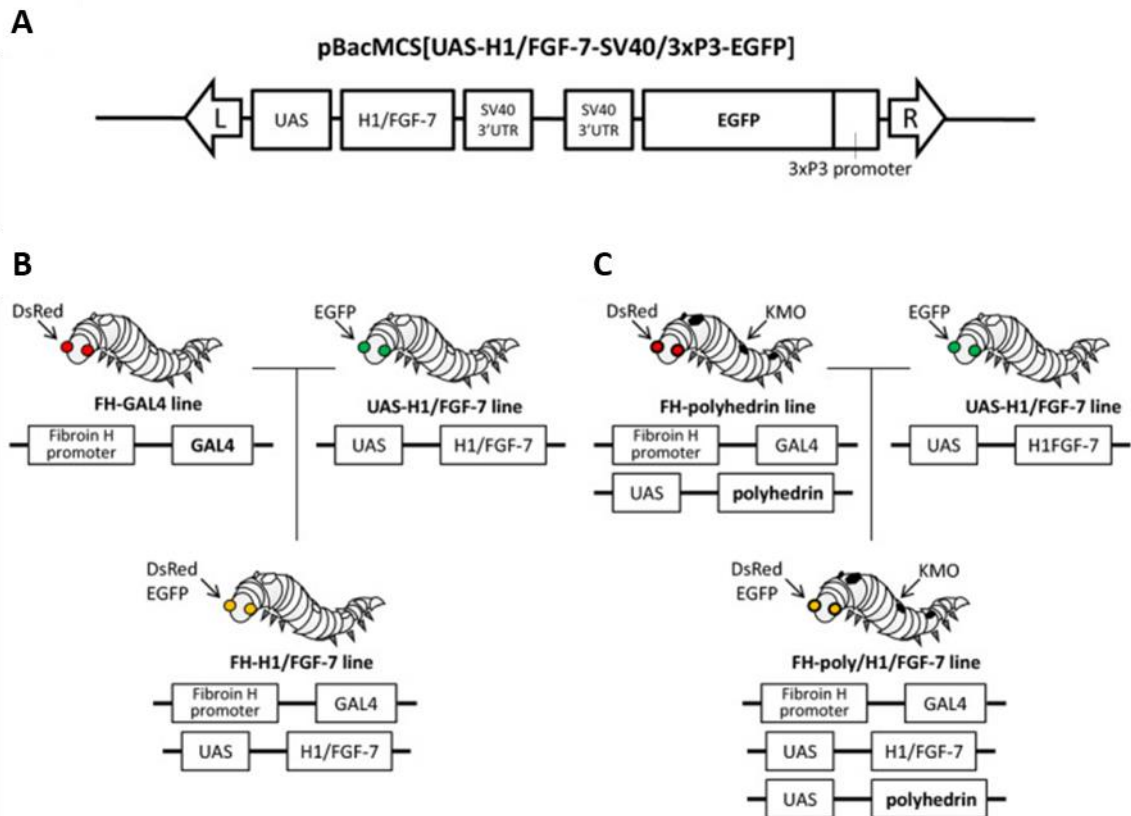 A
pBacMCS[UAS-H1/FGF-7-SV40/3xP3-EGFP]
L
UAS
H1/FGF-7
SV40
3'UTR
SV40
3'UTR
EGFP
R
3xP3 promoter
B
DsRed
EGFP
FH-GAL4 line
UAS-H1/FGF-7 line
Fibroin H
promoter
GAL4
UAS
H1/FGF-7
DsRed
EGFP
FH-H1/FGF-7 line
Fibroin H
promoter
GAL4
UAS
H1/FGF-7
C
DsRed
KMO
EGFP
FH-polyhedrin line
UAS-H1/FGF-7 line
Fibroin H
promoter
GAL4
UAS
H1FGF-7
UAS
polyhedrin
DsRed
EGFP
KMO
FH-poly/H1/FGF-7 line
Fibroin H
promoter
GAL4
UAS
H1/FGF-7
UAS
polyhedrin